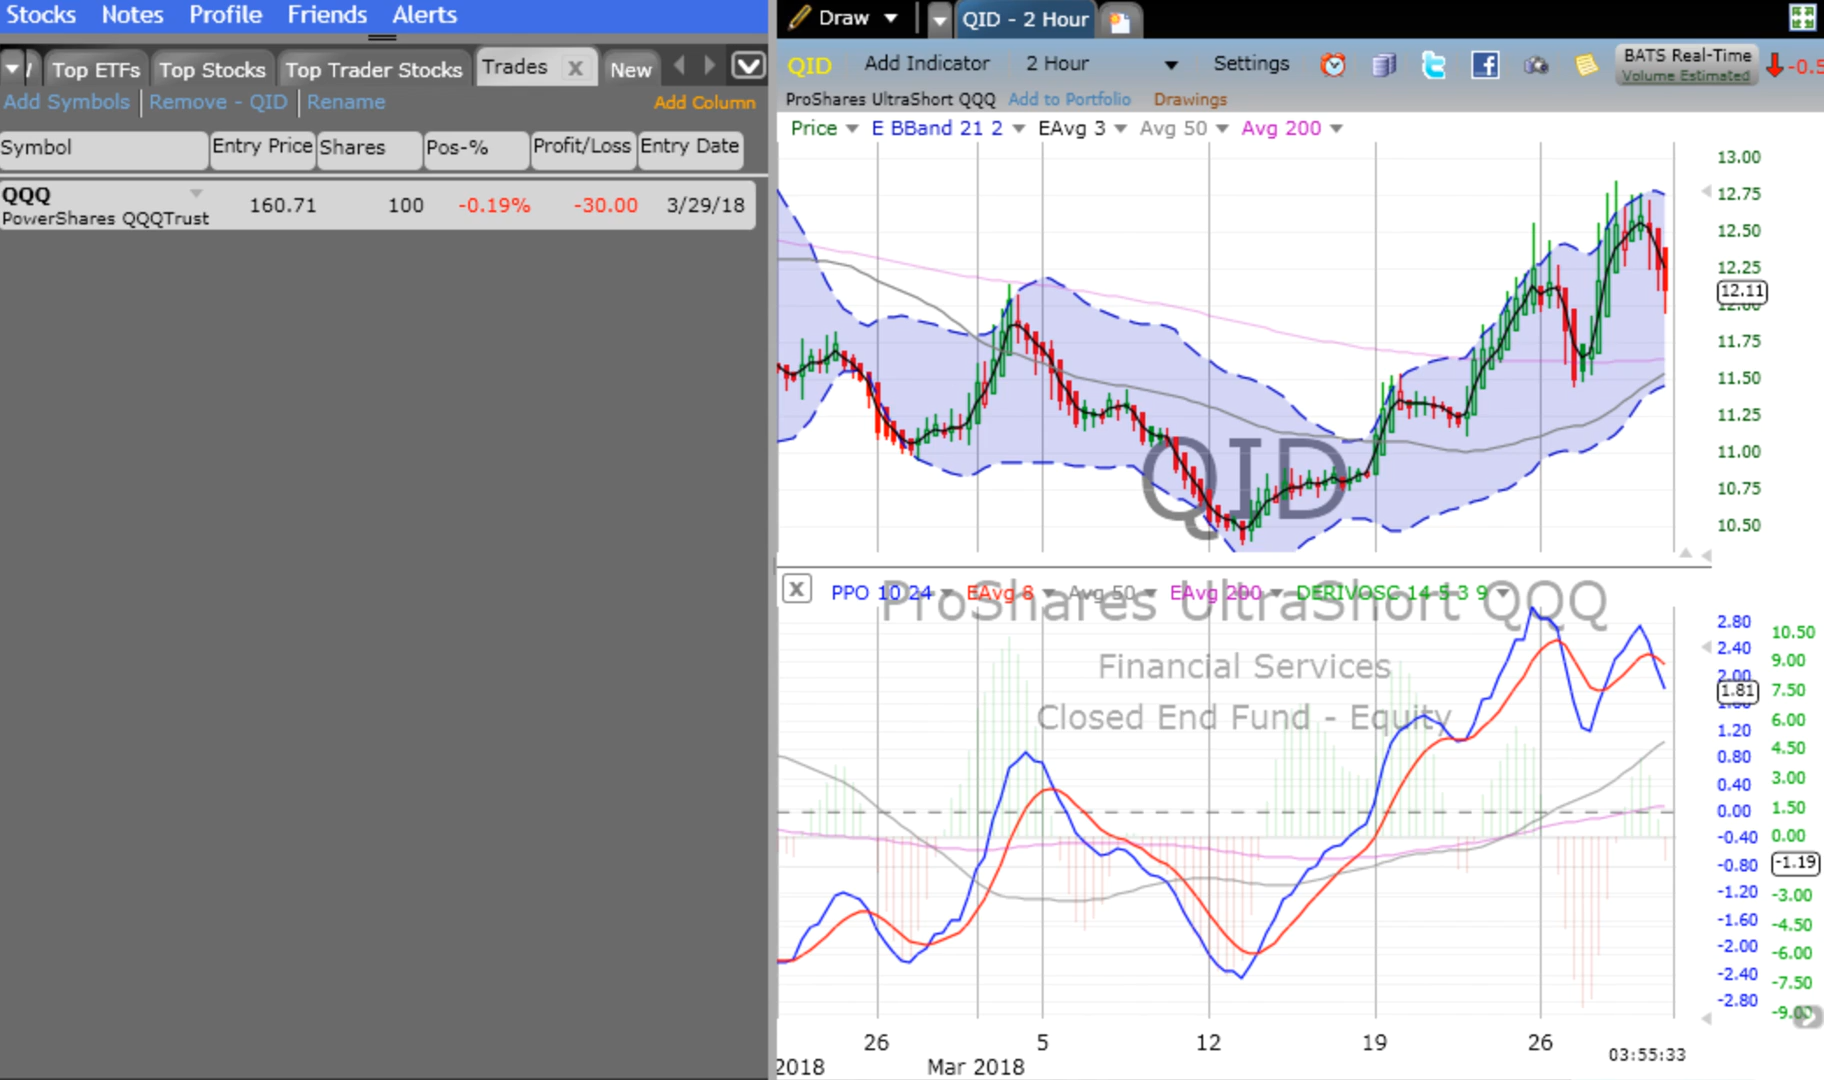 Stocks Notes Profile Friends Alerts
Top ETFs Top Stocks Top Trader Stocks Trades X New
Add Symbols Remove - QID Rename Add Column
Symbol Entry Price Shares Pos-% Profit/Loss Entry Date
QQQ 160.71 100 -0.19% -30.00 3/29/18
PowerShares QQQTrust
Draw QID - 2 Hour
QID Add Indicator 2 Hour Settings BATS Real-Time -0.5
Volume Estimated
ProShares UltraShort QQQ Add to Portfolio Drawings
Price E BBand 21 2 EAvg 3 Avg 50 Avg 200
13.00
12.75
12.50
12.25
12.11
12.00
11.75
11.50
11.25
11.00
10.75
10.50
QID
X PPO 10 24 EAvg 8 Avg 50 EAvg 200 DERIVOSC 14 5 3 9
ProShares UltraShort QQQ
Financial Services
Closed End Fund - Equity
2.80
2.40
2.00
1.81
1.20
0.80
0.40
0.00
-0.40
-0.80
-1.20
-1.60
-2.00
-2.40
-2.80
10.50
9.00
7.50
6.00
4.50
3.00
1.50
0.00
-1.19
-3.00
-4.50
-6.00
-7.50
-9.00
26 5 12 19 26 03:55:33
2018 Mar 2018